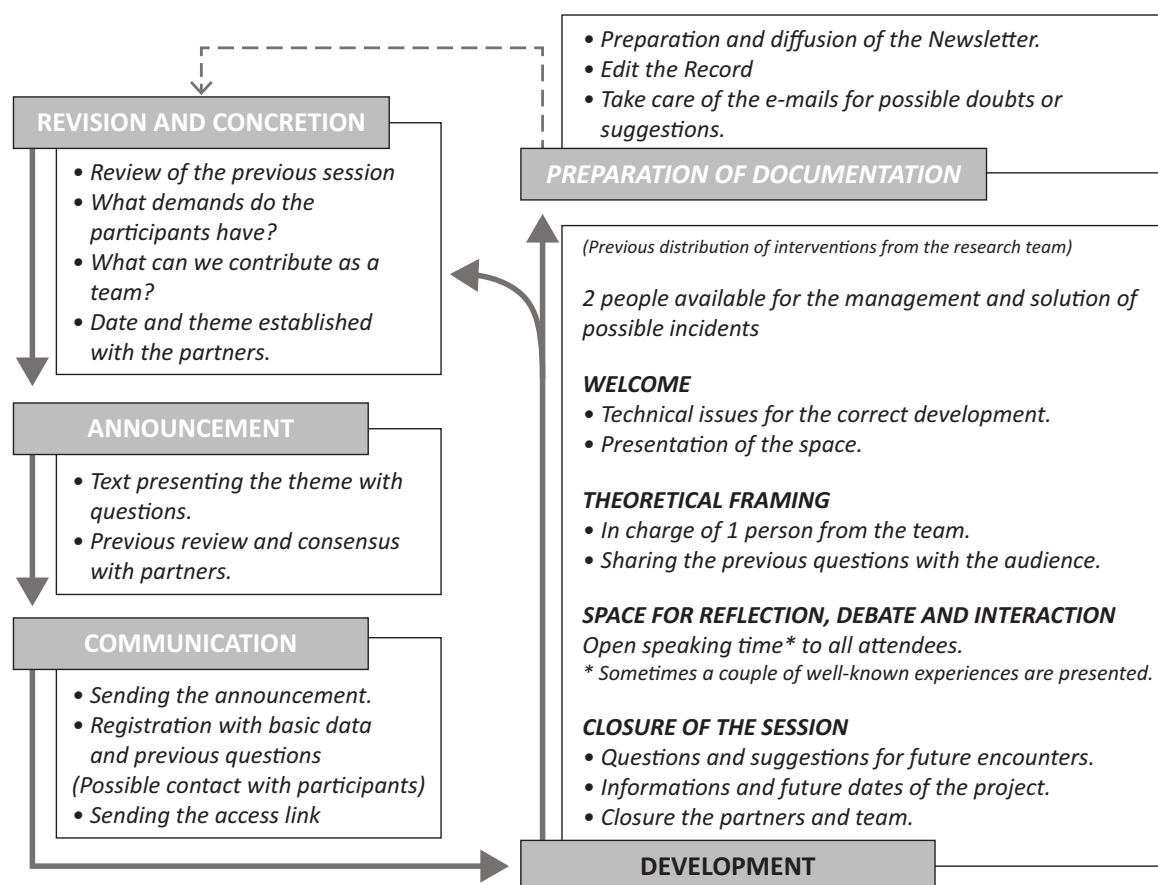 REVISION AND CONCRETION
• Review of the previous session
• What demands do the
participants have?
• What can we contribute as a
team?
• Date and theme established
with the partners.
ANNOUNCEMENT
• Text presenting the theme with
questions.
• Previous review and consensus
with partners.
COMMUNICATION
• Sending the announcement.
• Registration with basic data
and previous questions
(Possible contact with participants)
• Sending the access link
• Preparation and diffusion of the Newsletter.
• Edit the Record
• Take care of the e-mails for possible doubts or
suggestions.
PREPARATION OF DOCUMENTATION
(Previous distribution of interventions from the research team)
2 people available for the management and solution of
possible incidents
WELCOME
• Technical issues for the correct development.
• Presentation of the space.
THEORETICAL FRAMING
• In charge of 1 person from the team.
• Sharing the previous questions with the audience.
SPACE FOR REFLECTION, DEBATE AND INTERACTION
Open speaking time* to all attendees.
* Sometimes a couple of well-known experiences are presented.
CLOSURE OF THE SESSION
• Questions and suggestions for future encounters.
• Informations and future dates of the project.
• Closure the partners and team.
DEVELOPMENT